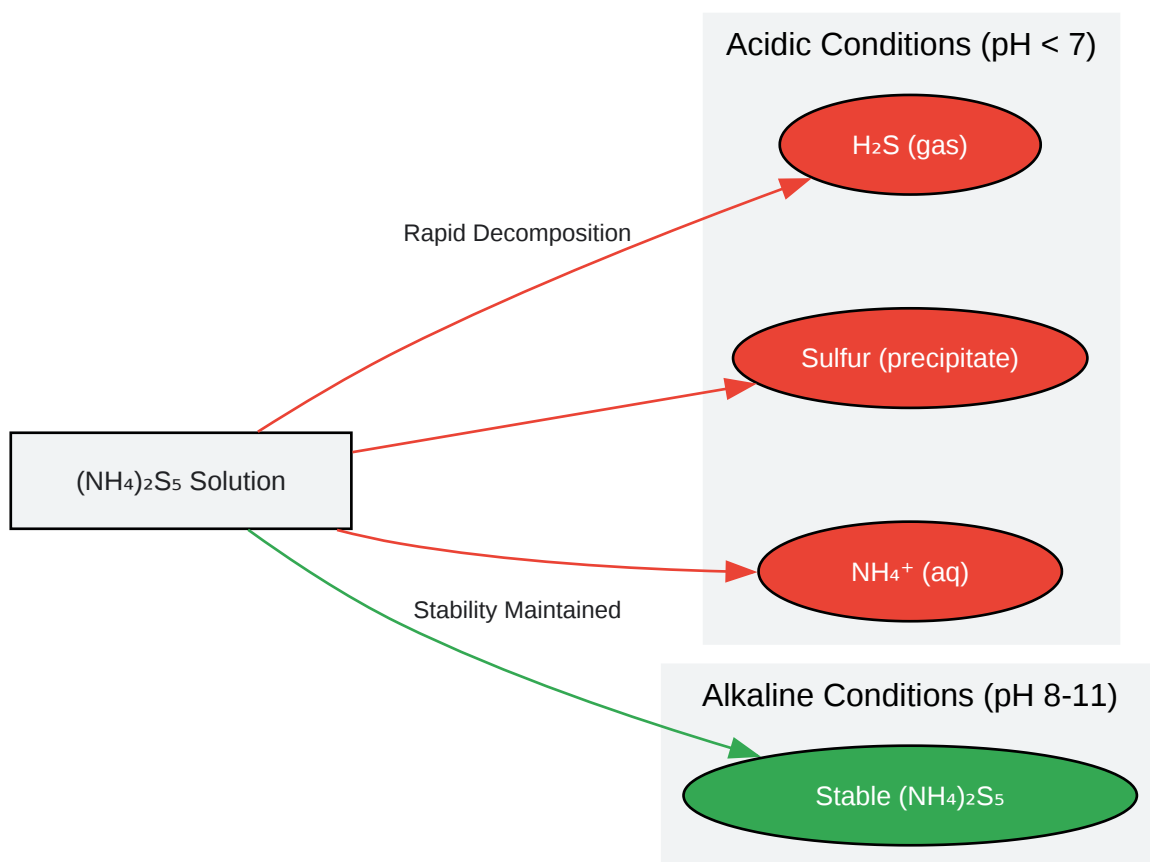 Acidic Conditions (pH < 7)
H₂S (gas)
Rapid Decomposition
Sulfur (precipitate)
(NH₄)₂S₅ Solution
NH₄⁺ (aq)
Stability Maintained
Alkaline Conditions (pH 8-11)
Stable (NH₄)₂S₅